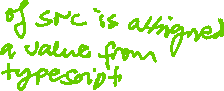 of src is assigned
a value from
typescript